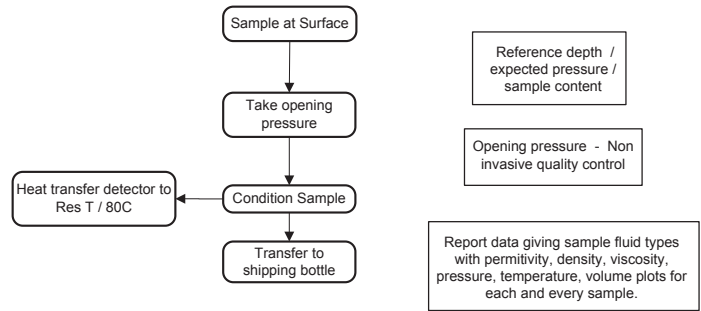 Sample at Surface
Reference depth /
expected pressure /
sample content
Take opening
pressure
Opening pressure - Non
invasive quality control
Heat transfer detector to
Res T / 80C
Condition Sample
Transfer to
shipping bottle
Report data giving sample fluid types
with permitivity, density, viscosity,
pressure, temperature, volume plots for
each and every sample.